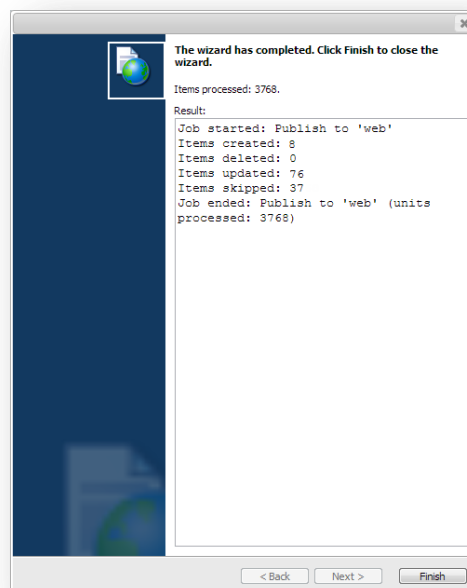 The wizard has completed. Click Finish to close the
wizard.
Items processed: 3768.
Result:
Job started: Publish to 'web'
Items created: 8
Items deleted: 0
Items updated: 76
Items skipped: 37
Job ended: Publish to 'web' (units
processed: 3768)
< Back Next > Finish